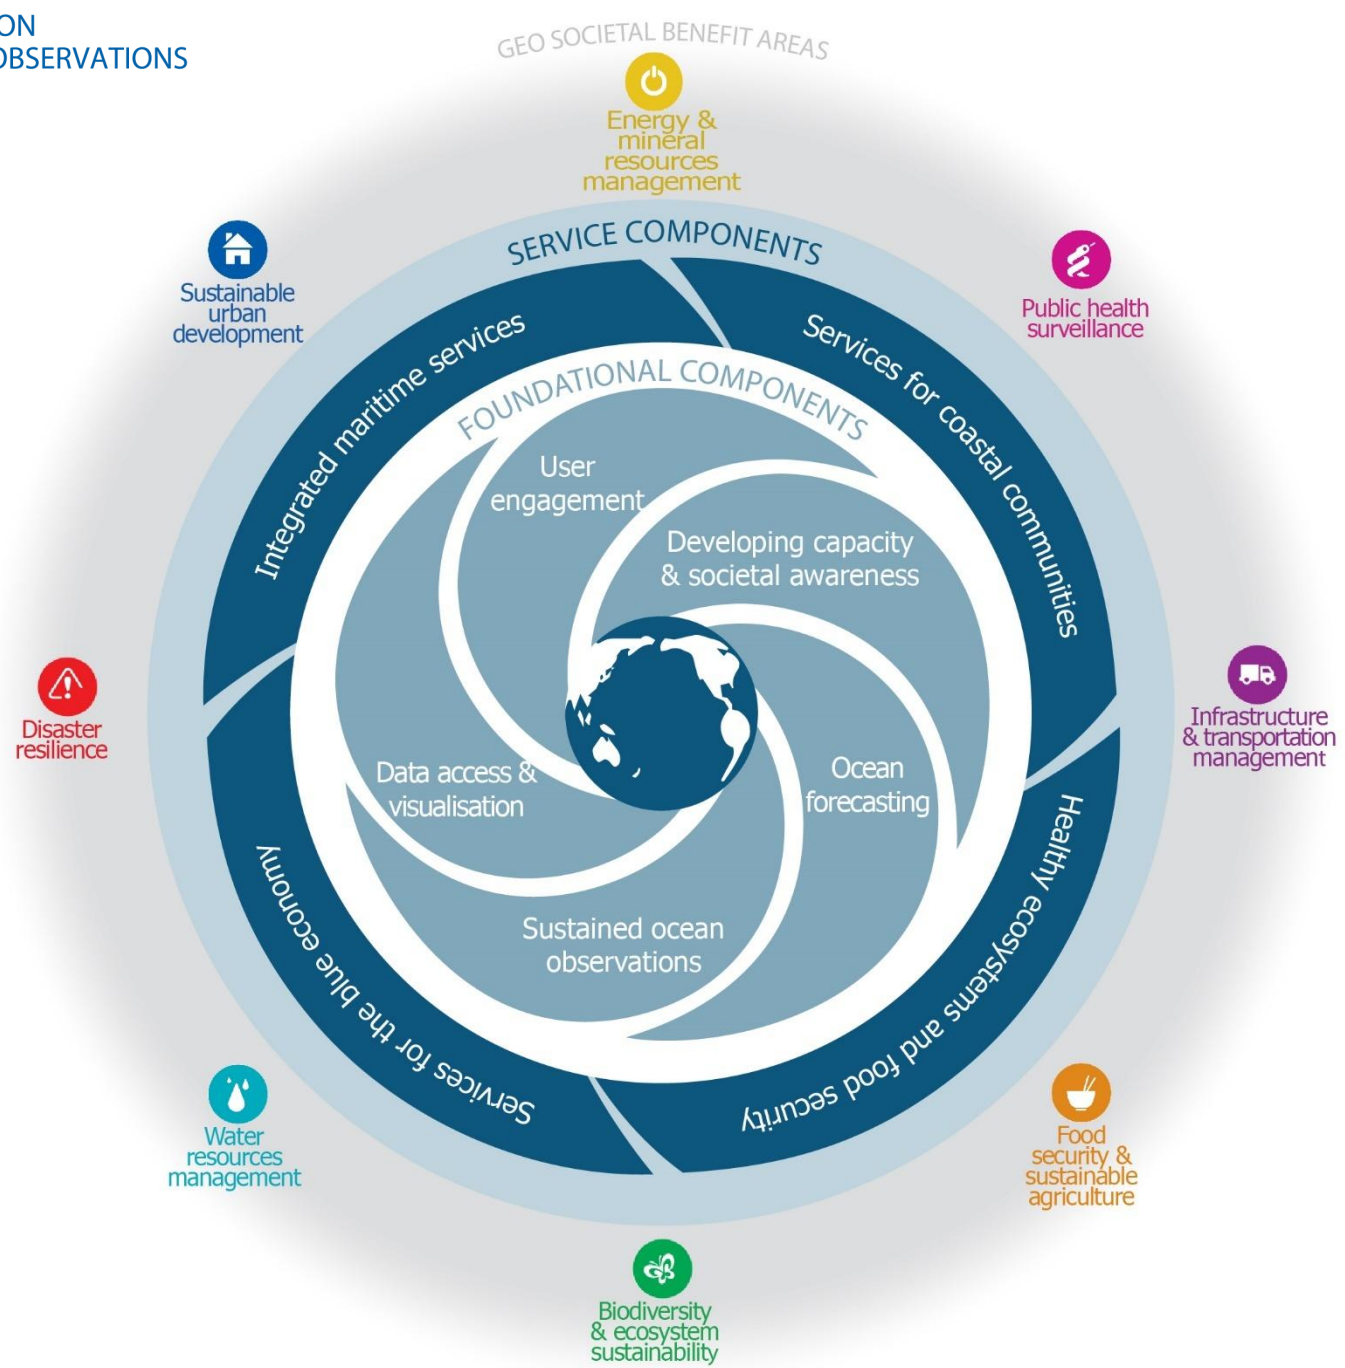 ON
OBSERVATIONS
GEO SOCIETAL BENEFIT AREAS
Energy &
mineral
resources
management
SERVICE COMPONENTS
Sustainable
urban
development
Public health
surveillance
Integrated maritime services
Services for coastal communities
FOUNDATIONAL COMPONENTS
User
engagement
Developing capacity
& societal awareness
Disaster
resilience
Infrastructure
& transportation
management
Data access &
visualisation
Ocean
forecasting
Services for the blue economy
Healthy ecosystems and food security
Sustained ocean
observations
Water
resources
management
Food
security &
sustainable
agriculture
Biodiversity
& ecosystem
sustainability